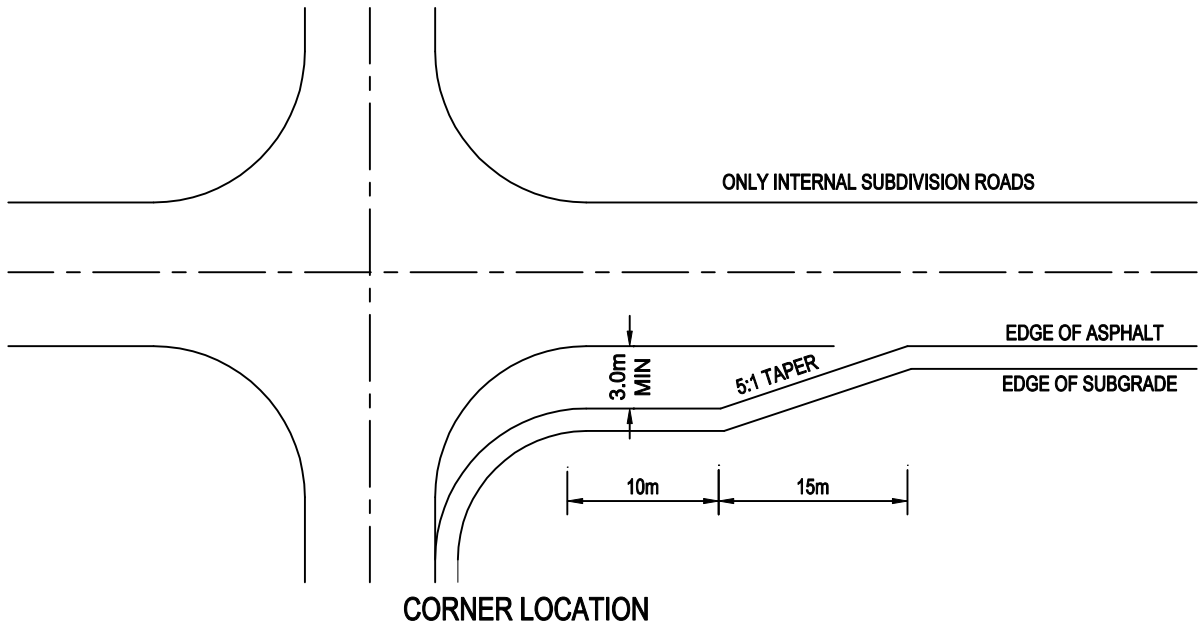 ONLY INTERNAL SUBDIVISION ROADS
EDGE OF ASPHALT
3.0m
MIN
5:1 TAPER
EDGE OF SUBGRADE
10m
15m
CORNER LOCATION